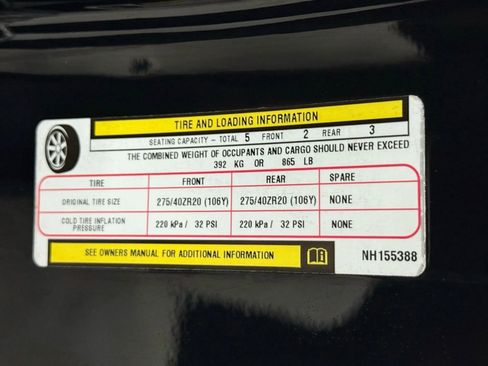 TIRE AND LOADING INFORMATION
SEATING CAPACITY - TOTAL 5 FRONT 2 REAR 3
THE COMBINED WEIGHT OF OCCUPANTS AND CARGO SHOULD NEVER EXCEED
392 KG OR 865 LB
TIRE FRONT REAR SPARE
ORIGINAL TIRE SIZE 275/40ZR20 (106Y) 275/40ZR20 (106Y) NONE
COLD TIRE INFLATION
PRESSURE 220 kPa / 32 PSI 220 kPa / 32 PSI NONE
SEE OWNERS MANUAL FOR ADDITIONAL INFORMATION NH155388